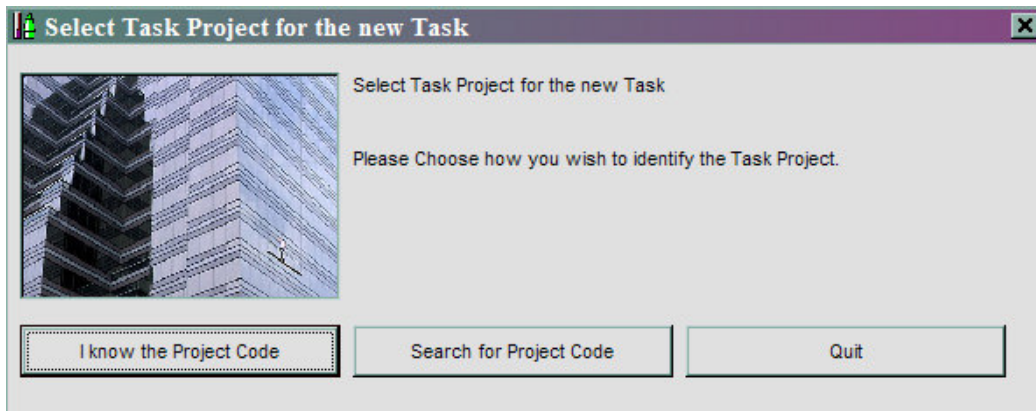 Select Task Project for the new Task
Select Task Project for the new Task
Please Choose how you wish to identify the Task Project.
I know the Project Code
Search for Project Code
Quit